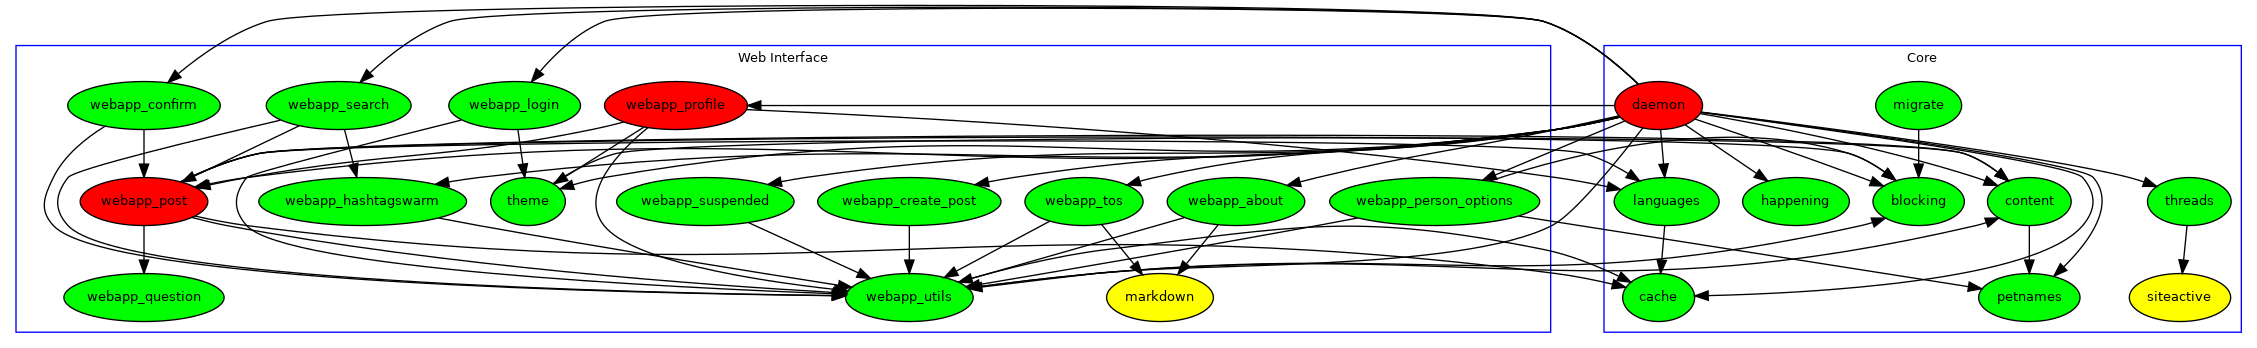 Web Interface
Core
webapp_confirm
webapp_search
webapp_login
webapp_profile
daemon
migrate
webapp_post
webapp_hashtagswarm
theme
webapp_suspended
webapp_create_post
webapp_tos
webapp_about
webapp_person_options
languages
happening
blocking
content
threads
webapp_question
webapp_utils
markdown
cache
petnames
siteactive